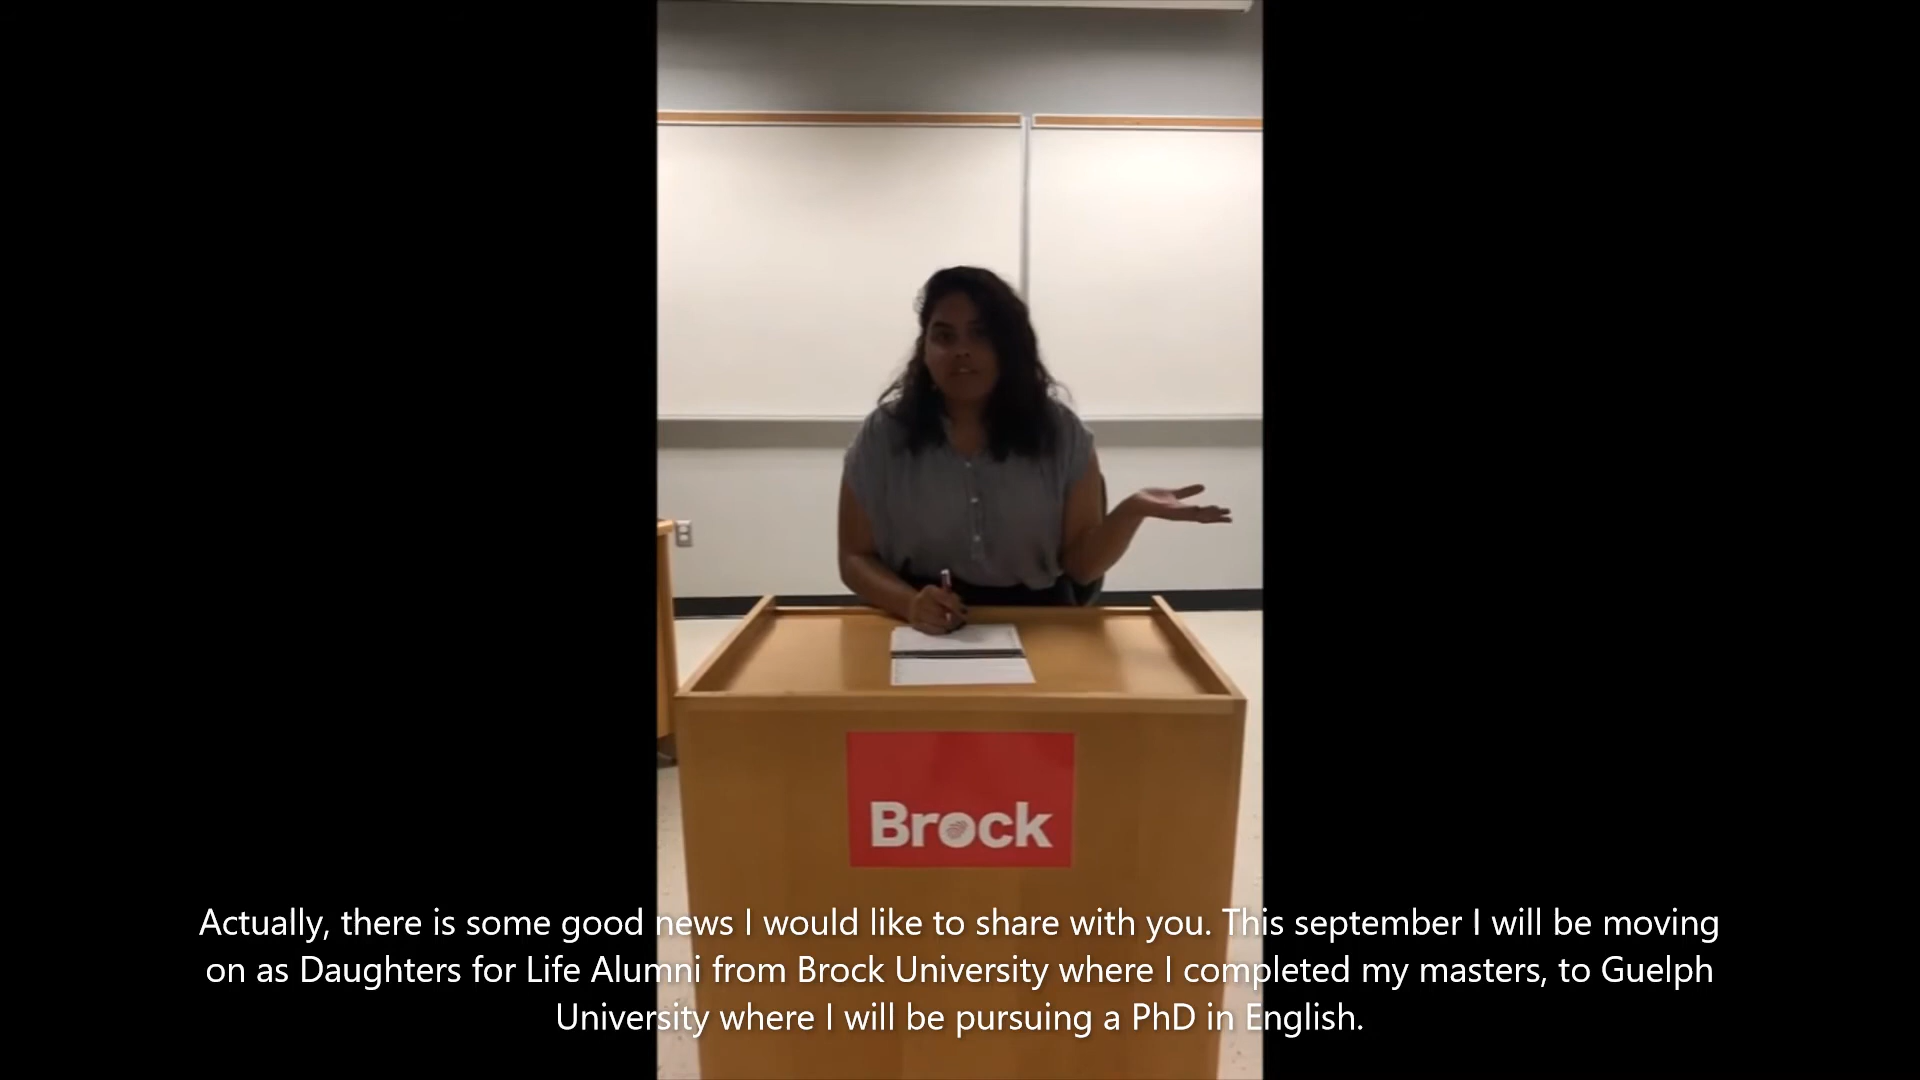 Brock
Actually, there is some good news I would like to share with you. This september I will be moving
on as Daughters for Life Alumni from Brock University where I completed my masters, to Guelph
University where I will be pursuing a PhD in English.